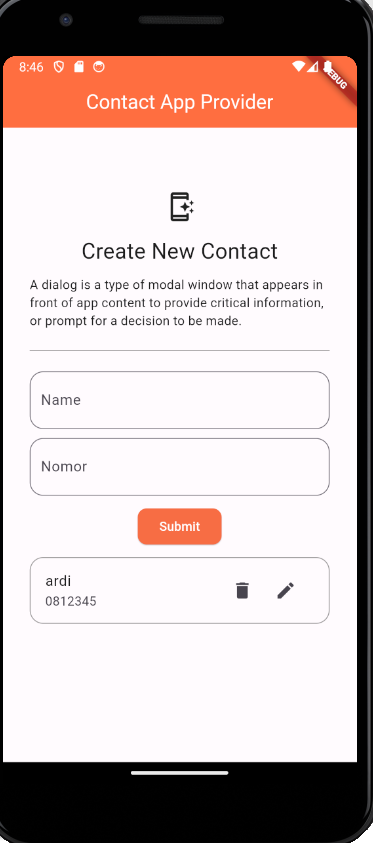 8:46
DEBUG
Contact App Provider
Create New Contact
A dialog is a type of modal window that appears in
front of app content to provide critical information,
or prompt for a decision to be made.
Name
Nomor
Submit
ardi
0812345